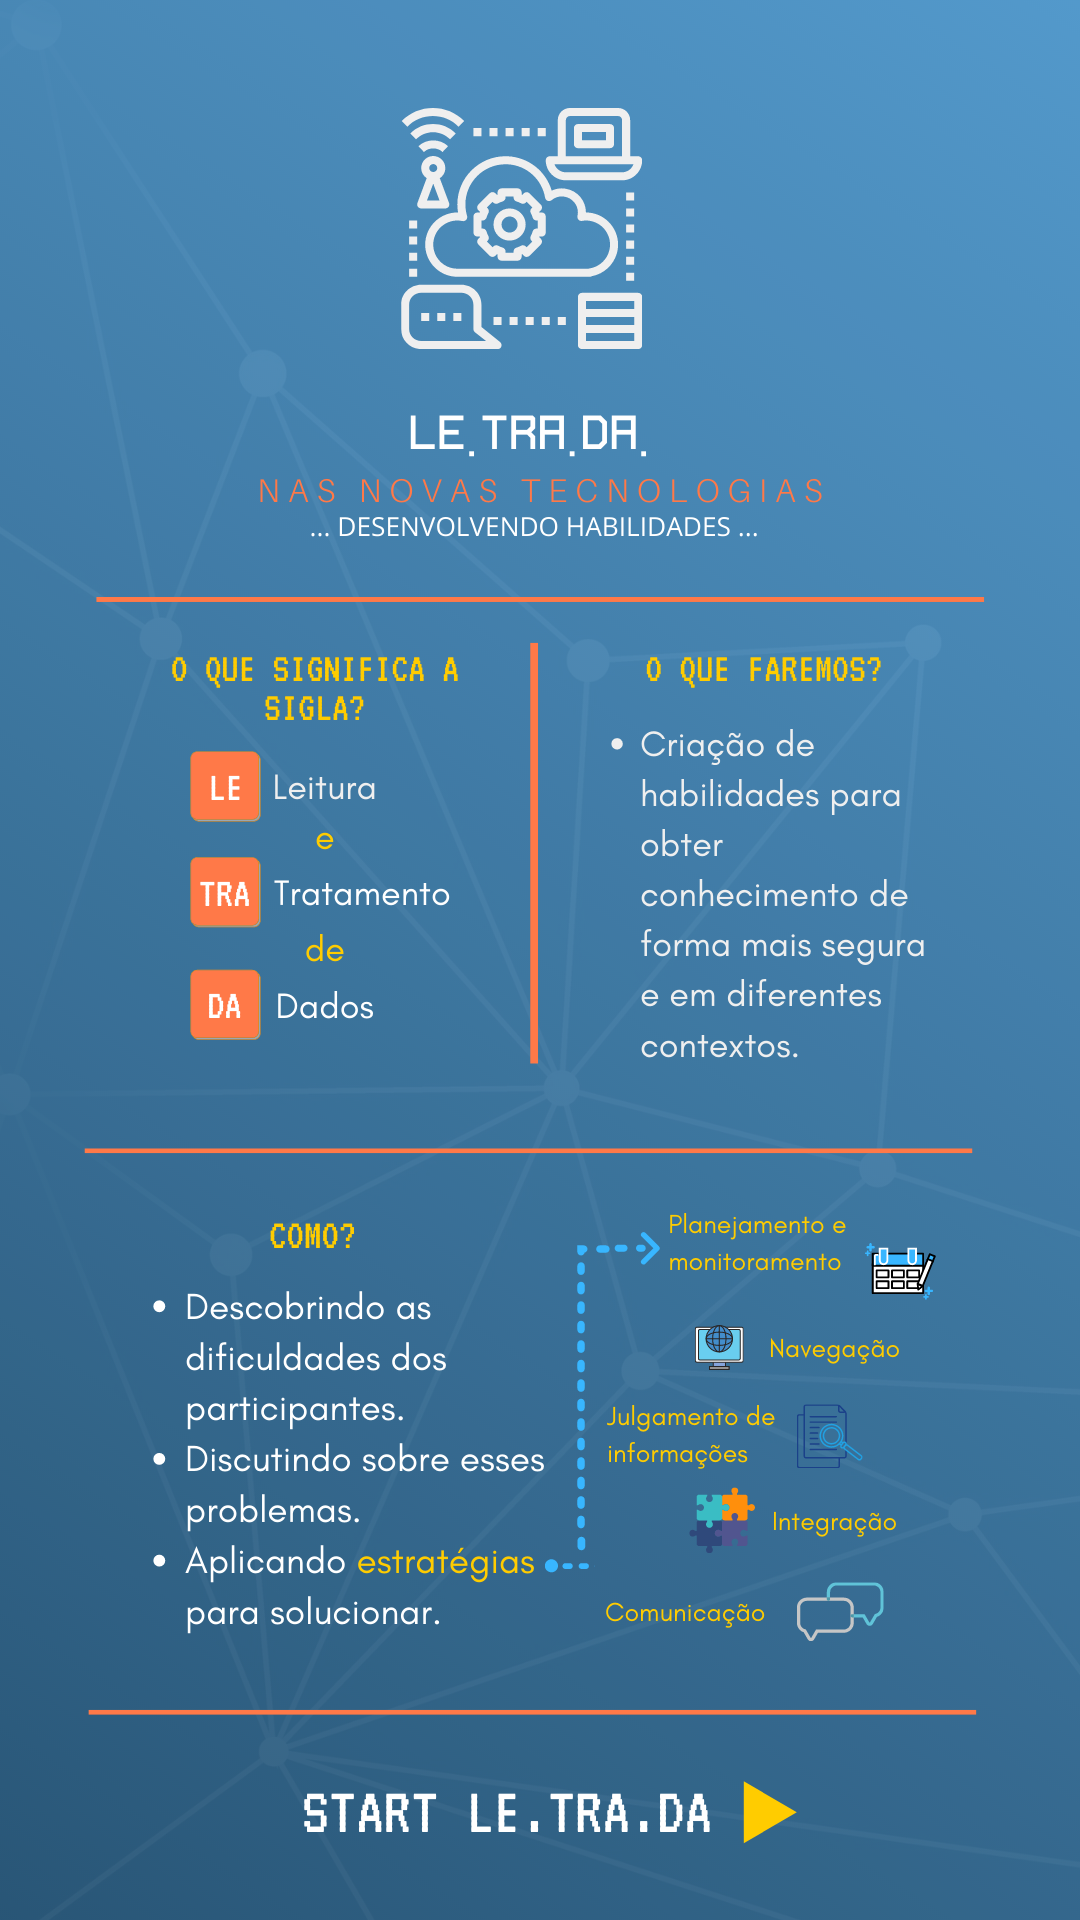 LE.TRA.DA.
NAS NOVAS TECNOLOGIAS
... DESENVOLVENDO HABILIDADES ...
O QUE SIGNIFICA A
SIGLA?
LE Leitura
e
TRA Tratamento
de
DA Dados
O QUE FAREMOS?
• Criação de
habilidades para
obter
conhecimento de
forma mais segura
e em diferentes
contextos.
COMO?
• Descobrindo as
dificuldades dos
participantes.
• Discutindo sobre esses
problemas.
• Aplicando estratégias
para solucionar.
Planejamento e
monitoramento
Navegação
Julgamento de
informações
Integração
Comunicação
START LE.TRA.DA